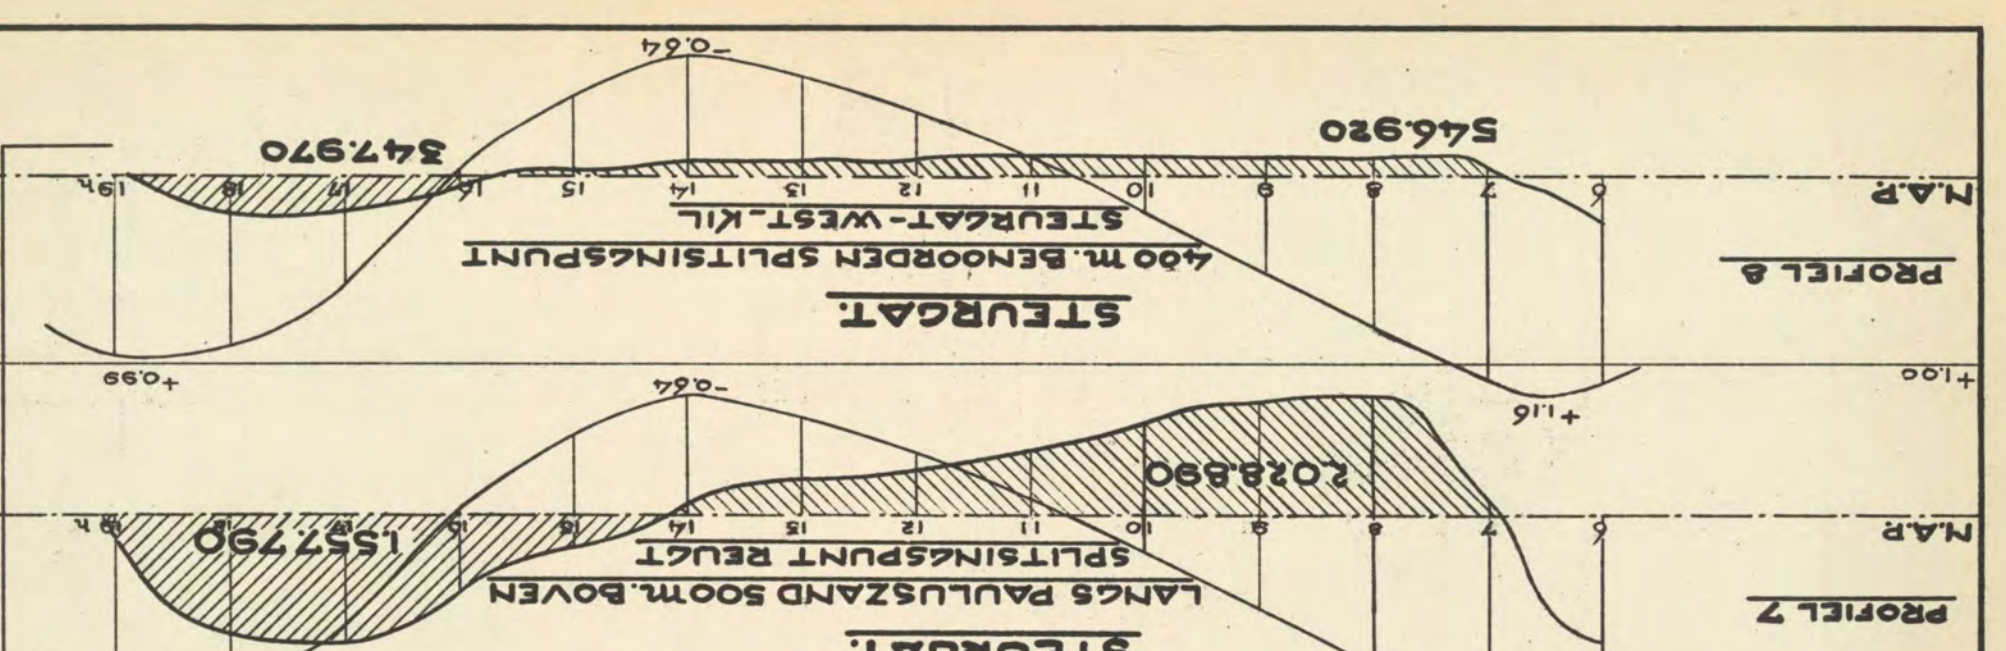 STEURGAT.
PROFIEL 7
LANGS PAULUSZAND 500 m. BOVEN
SPLITSINGSPUNT REUGT
1.557.790
N.A.P. 6 7 8 9 10 11 12 13 14 15 16 17 18 19 h
2.028.890
+1.16
-0.64
+0.99
+1.00
STEURGAT.
PROFIEL 8
400 m. BENOORDEN SPLITSINGSPUNT
STEURGAT-WEST-KIL
N.A.P. 6 7 8 9 10 11 12 13 14 15 16 17 18 19 h
546.920
347.970
-0.64